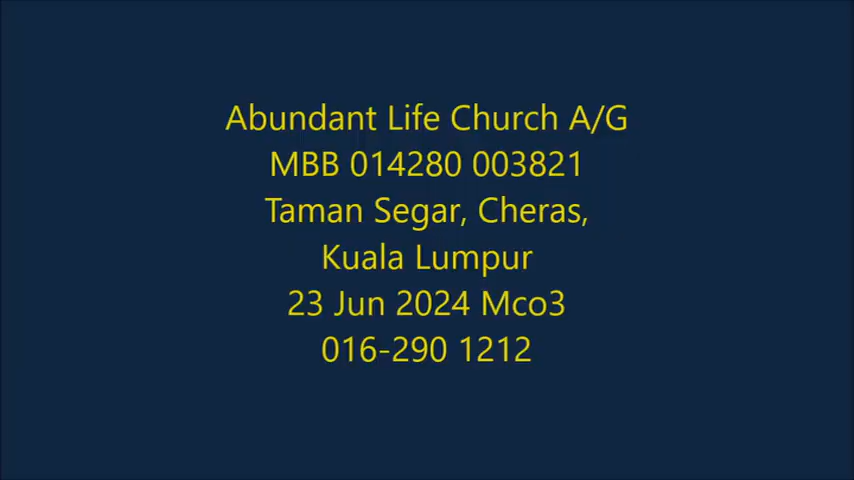 Abundant Life Church A/G
MBB 014280 003821
Taman Segar, Cheras,
Kuala Lumpur
23 Jun 2024 Mco3
016-290 1212